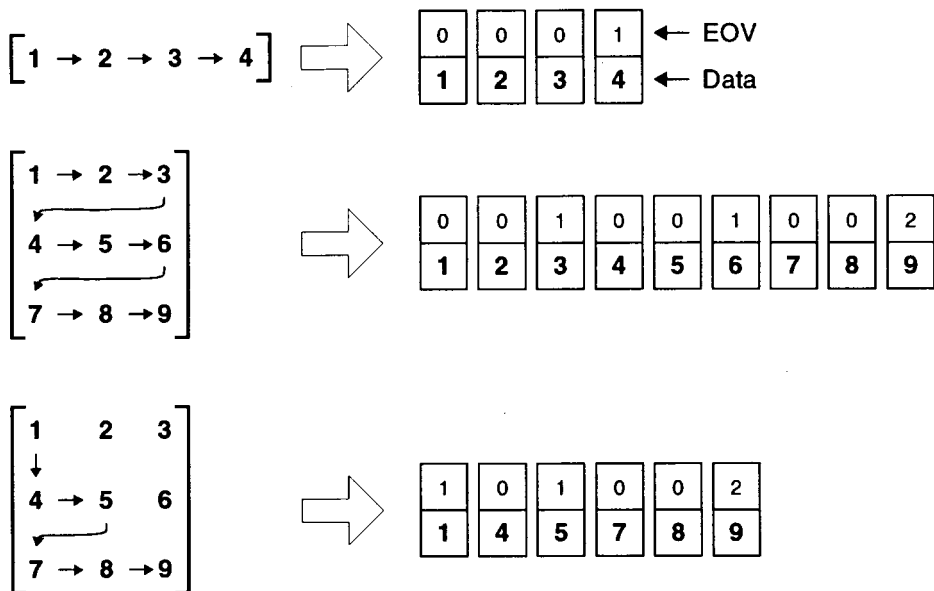 [1 → 2 → 3 → 4]
0 0 0 1 ← EOV
1 2 3 4 ← Data
1 → 2 → 3
4 → 5 → 6
7 → 8 → 9
0 0 1 0 0 1 0 0 2
1 2 3 4 5 6 7 8 9
1 2 3
4 → 5 6
7 → 8 → 9
1 0 1 0 0 2
1 4 5 7 8 9